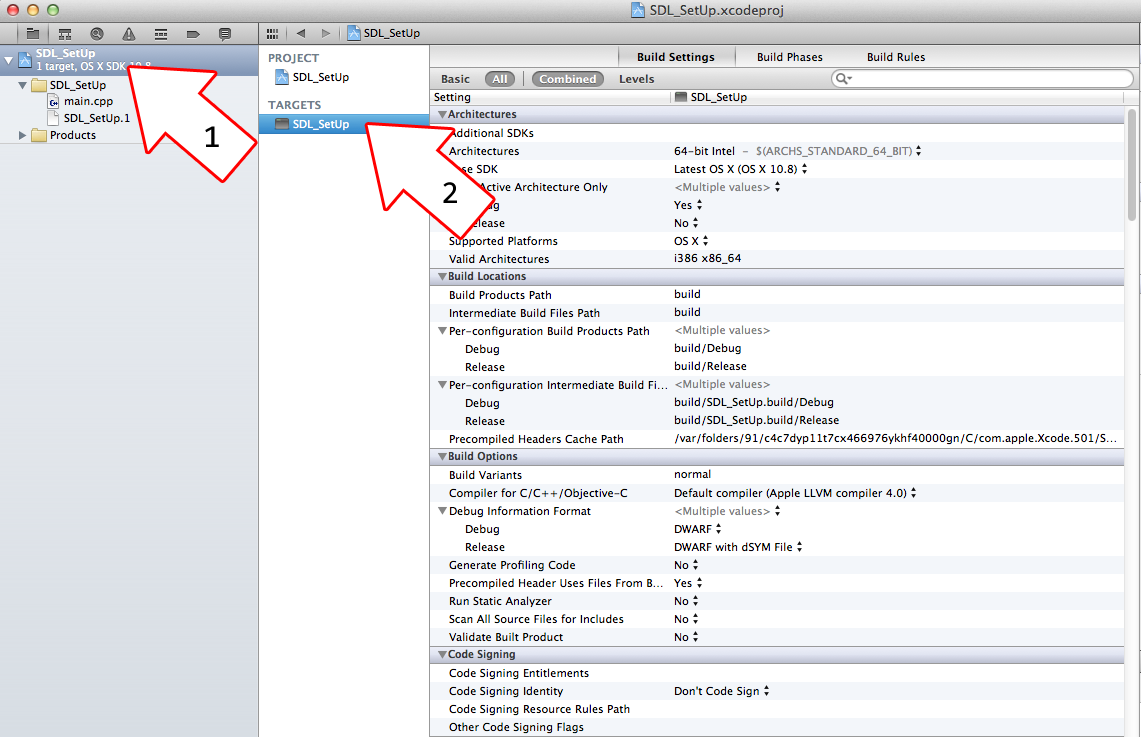 SDL_SetUp.xcodeproj
SDL_SetUp
SDL_SetUp
1 target, OS X SDK 10.8
SDL_SetUp
main.cpp
SDL_SetUp.1
Products
1
PROJECT
SDL_SetUp
TARGETS
SDL_SetUp
2
Build Settings Build Phases Build Rules
Basic All Combined Levels
Setting SDL_SetUp
Architectures
Additional SDKs
Architectures 64-bit Intel – $(ARCHS_STANDARD_64_BIT)
SDK Latest OS X (OS X 10.8)
Active Architecture Only <Multiple values>
Yes
No
Supported Platforms OS X
Valid Architectures i386 x86_64
Build Locations
Build Products Path build
Intermediate Build Files Path build
Per-configuration Build Products Path <Multiple values>
Debug build/Debug
Release build/Release
Per-configuration Intermediate Build Fi... <Multiple values>
Debug build/SDL_SetUp.build/Debug
Release build/SDL_SetUp.build/Release
Precompiled Headers Cache Path /var/folders/91/c4c7dyp11t7cx466976ykhf40000gn/C/com.apple.Xcode.501/S...
Build Options
Build Variants normal
Compiler for C/C++/Objective-C Default compiler (Apple LLVM compiler 4.0)
Debug Information Format <Multiple values>
Debug DWARF
Release DWARF with dSYM File
Generate Profiling Code No
Precompiled Header Uses Files From B... Yes
Run Static Analyzer No
Scan All Source Files for Includes No
Validate Built Product No
Code Signing
Code Signing Entitlements
Code Signing Identity Don't Code Sign
Code Signing Resource Rules Path
Other Code Signing Flags